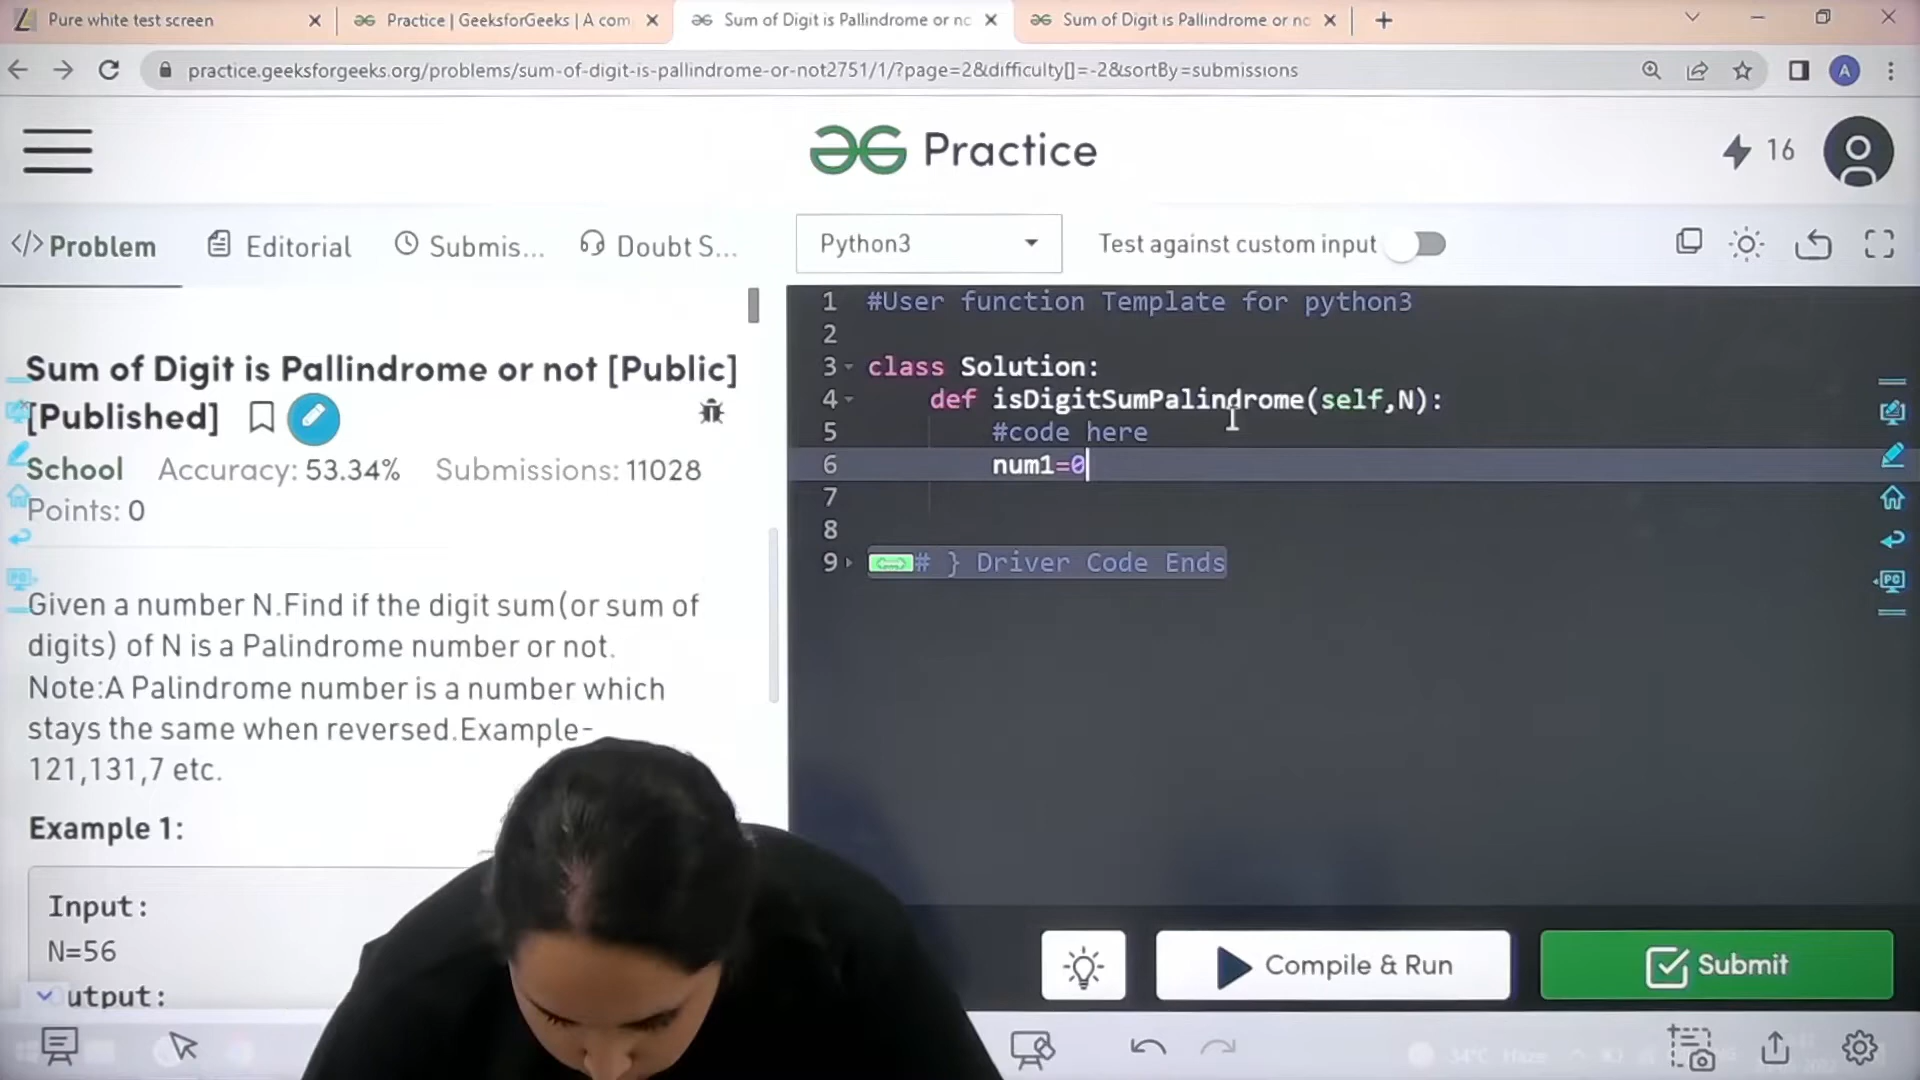 Pure white test screen
Practice | GeeksforGeeks | A com
Sum of Digit is Pallindrome or no
Sum of Digit is Pallindrome or no
practice.geeksforgeeks.org/problems/sum-of-digit-is-pallindrome-or-not2751/1/?page=2&difficulty[]=-2&sortBy=submissions
A
Practice
16
</> Problem
Editorial
Submis...
Doubt S...
Python3
Test against custom input
Sum of Digit is Pallindrome or not [Public]
[Published]
School Accuracy: 53.34% Submissions: 11028
Points: 0
Given a number N.Find if the digit sum(or sum of
digits) of N is a Palindrome number or not.
Note:A Palindrome number is a number which
stays the same when reversed.Example-
121,131,7 etc.
Example 1:
Input:
N=56
utput:
1 #User function Template for python3
2
3 class Solution:
4 def isDigitSumPalindrome(self,N):
5 #code here
6 num1=0
7
8
9 # } Driver Code Ends
Compile & Run
Submit
34°C Haze